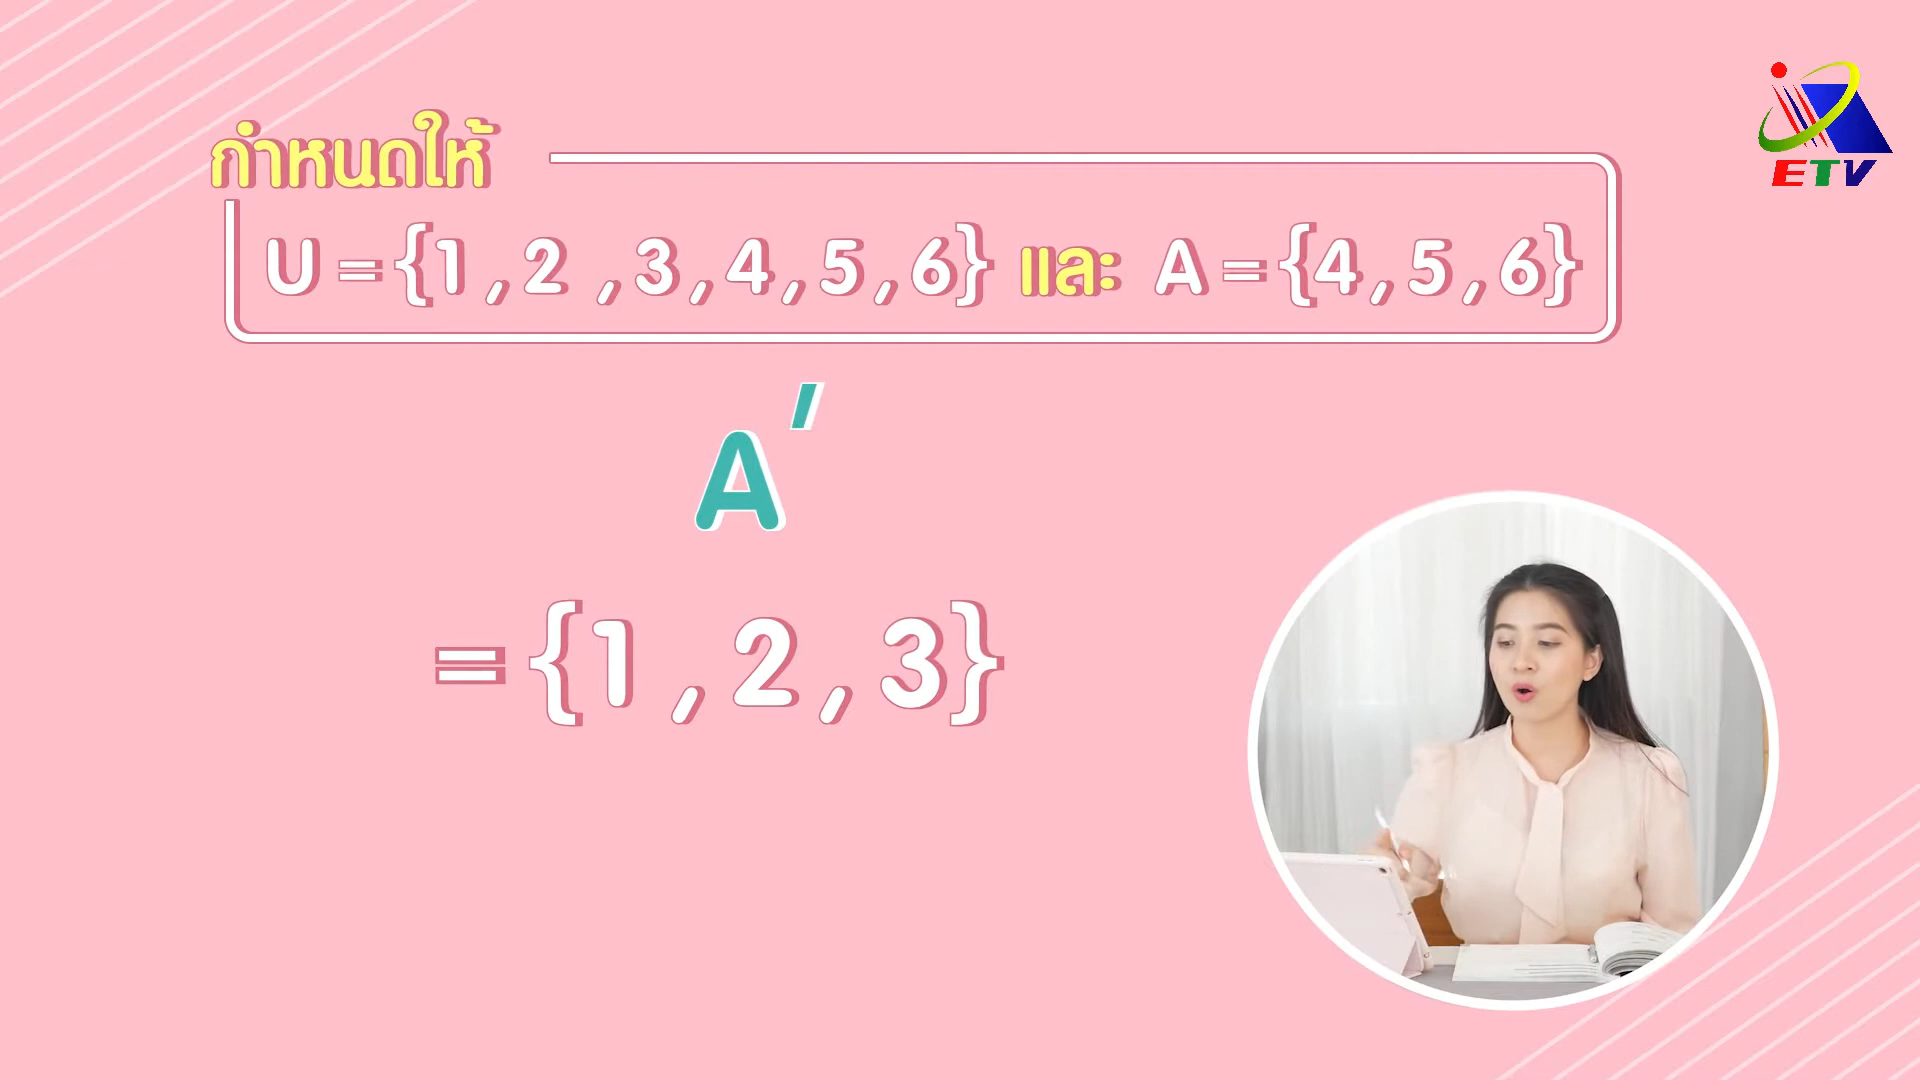 กำหนดให้
U = {1 , 2 , 3 , 4 , 5 , 6} และ A = {4 , 5 , 6}
A′
= {1 , 2 , 3}
ETV